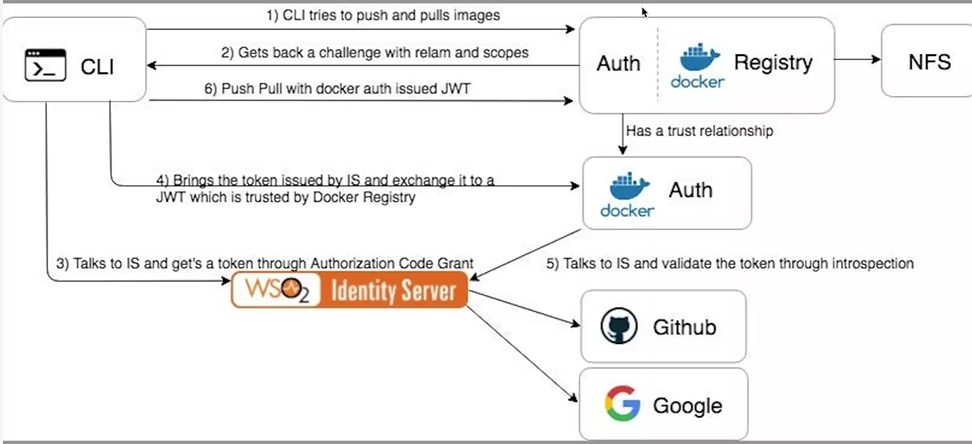 1) CLI tries to push and pulls images
2) Gets back a challenge with relam and scopes
CLI
Auth
docker
Registry
NFS
6) Push Pull with docker auth issued JWT
Has a trust relationship
4) Brings the token issued by IS and exchange it to a
JWT which is trusted by Docker Registry
docker
Auth
3) Talks to IS and get's a token through Authorization Code Grant
5) Talks to IS and validate the token through introspection
WSO2 Identity Server
Github
Google